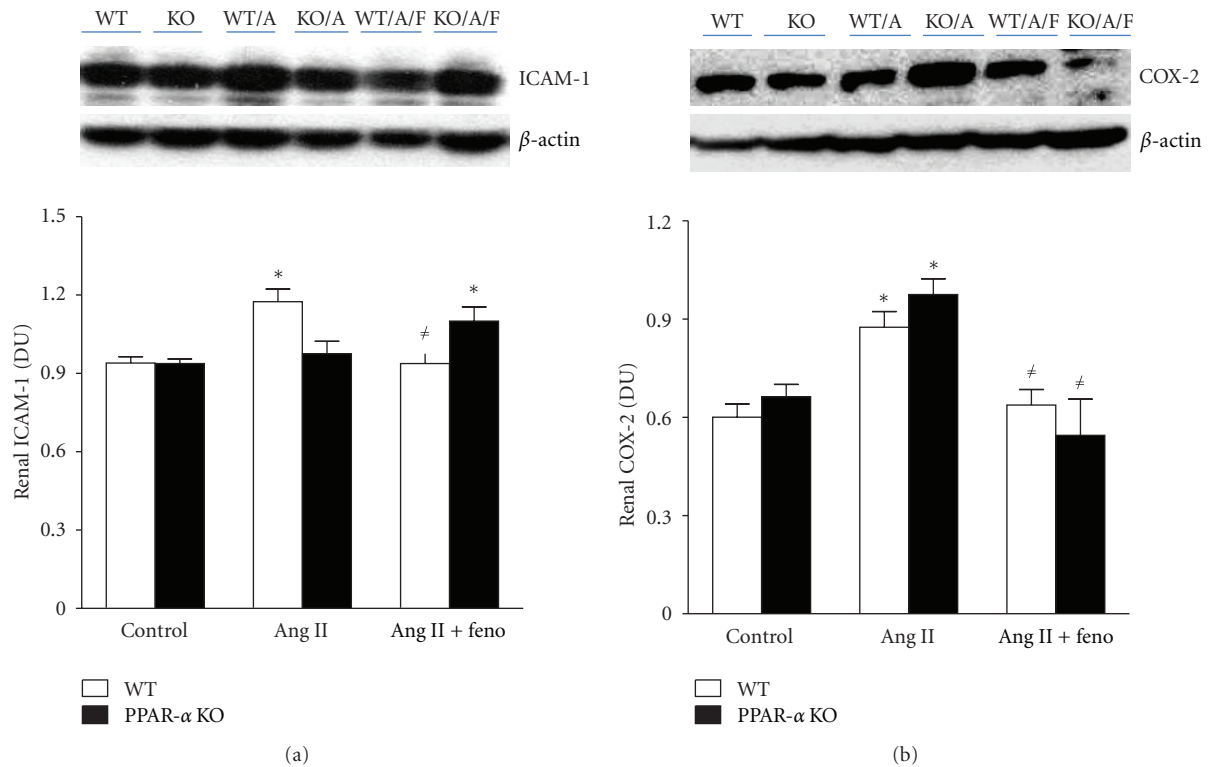 WT KO WT/A KO/A WT/A/F KO/A/F
ICAM-1
β-actin
1.5
1.2
0.9
0.6
0.3
0
Renal ICAM-1 (DU)
*
*
≠
Control Ang II Ang II + feno
WT
PPAR-α KO
(a)
WT KO WT/A KO/A WT/A/F KO/A/F
COX-2
β-actin
1.2
0.9
0.6
0.3
0
Renal COX-2 (DU)
*
*
≠
≠
Control Ang II Ang II + feno
WT
PPAR-α KO
(b)